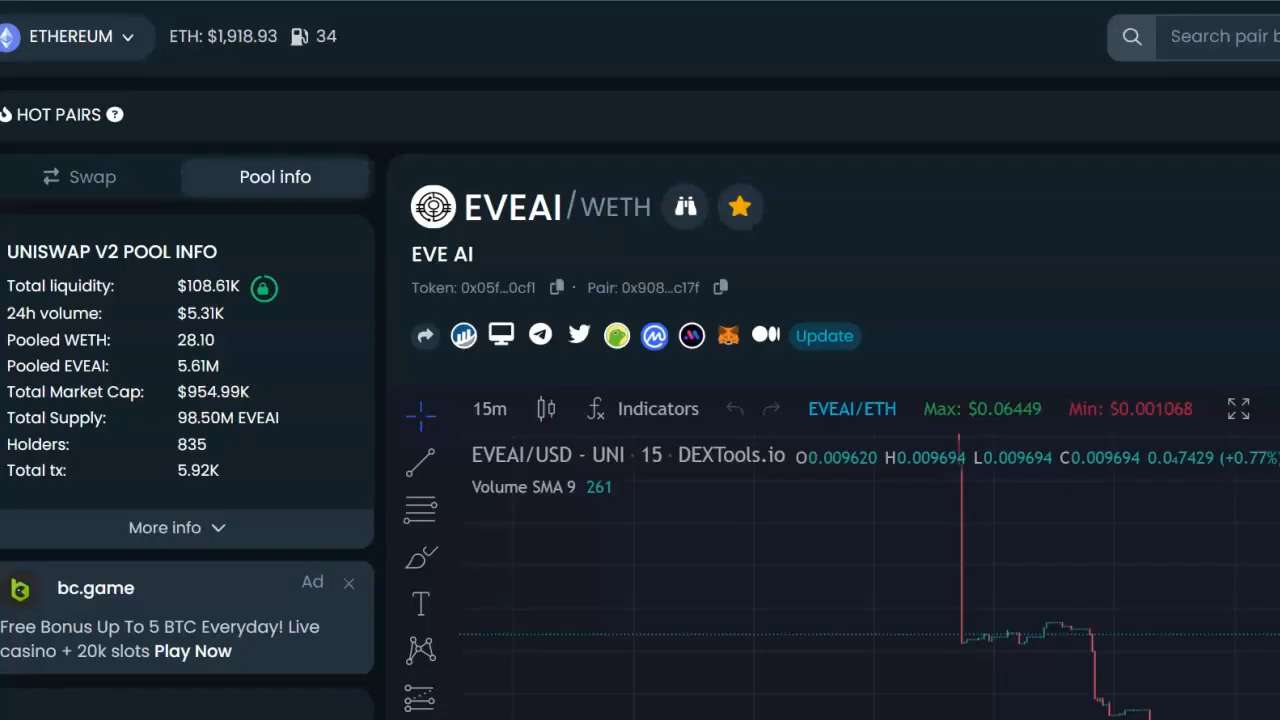 ETHEREUM ETH: $1,918.93 34 Search pair b
HOT PAIRS ?
Swap Pool info
UNISWAP V2 POOL INFO
Total liquidity: $108.61K
24h volume: $5.31K
Pooled WETH: 28.10
Pooled EVEAI: 5.61M
Total Market Cap: $954.99K
Total Supply: 98.50M EVEAI
Holders: 835
Total tx: 5.92K
More info
bc.game Ad
Free Bonus Up To 5 BTC Everyday! Live
casino + 20k slots Play Now
EVEAI/WETH
EVE AI
Token: 0x05f...0cf1 · Pair: 0x908...c17f
Update
15m Indicators EVEAI/ETH Max: $0.06449 Min: $0.001068
EVEAI/USD - UNI · 15 · DEXTools.io O0.009620 H0.009694 L0.009694 C0.009694 0.0₄7429 (+0.77%
Volume SMA 9 261